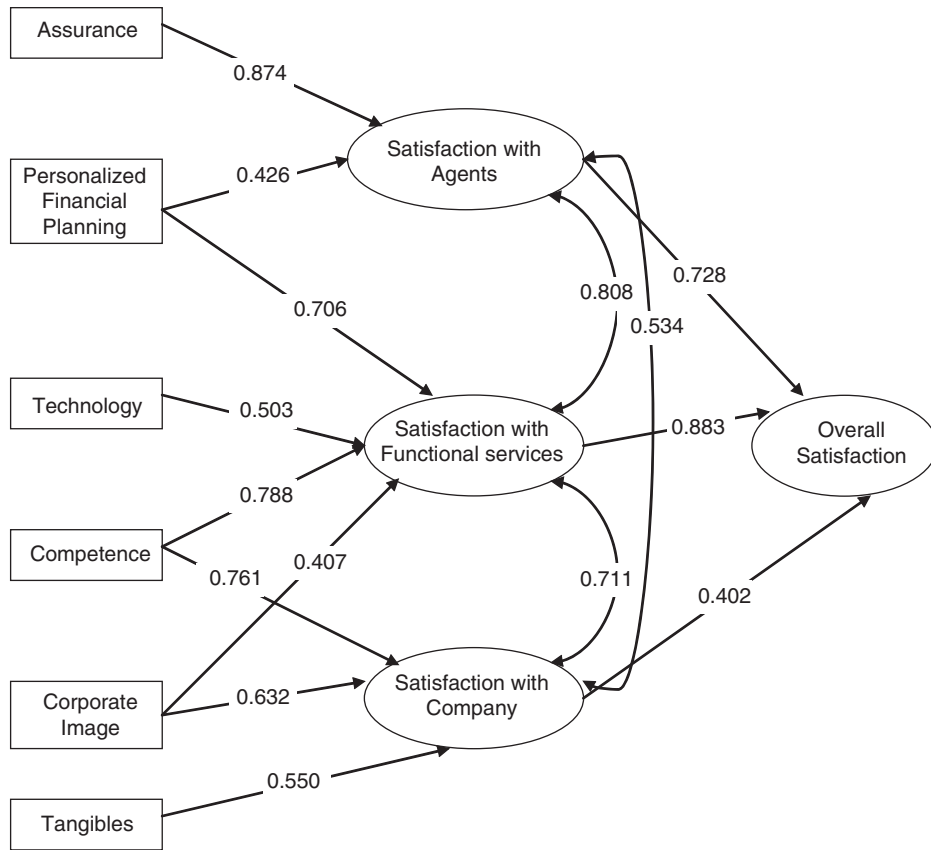 Assurance
0.874
Satisfaction with
Agents
Personalized
Financial
Planning
0.426
0.728
0.808
0.706
0.534
Technology
0.503
Satisfaction with
Functional services
0.883
Overall
Satisfaction
0.788
Competence
0.407
0.761
0.711
0.402
Satisfaction with
Company
Corporate
Image
0.632
0.550
Tangibles